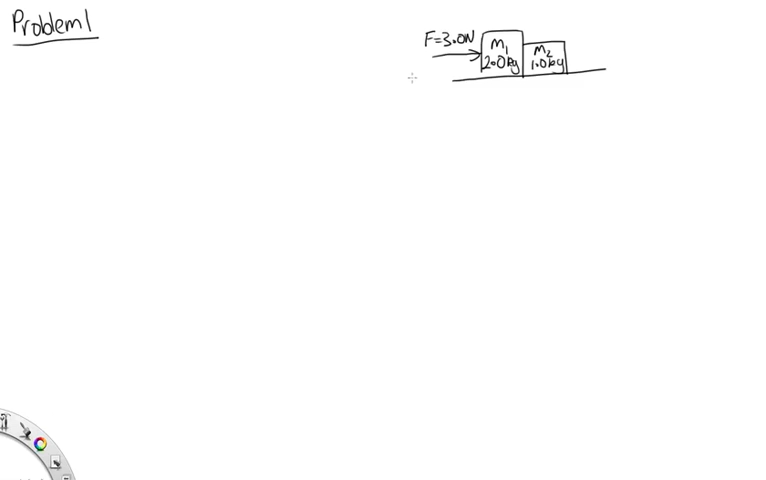 Problem 1
F=3.0N
m₁
2.0kg
m₂
1.0kg